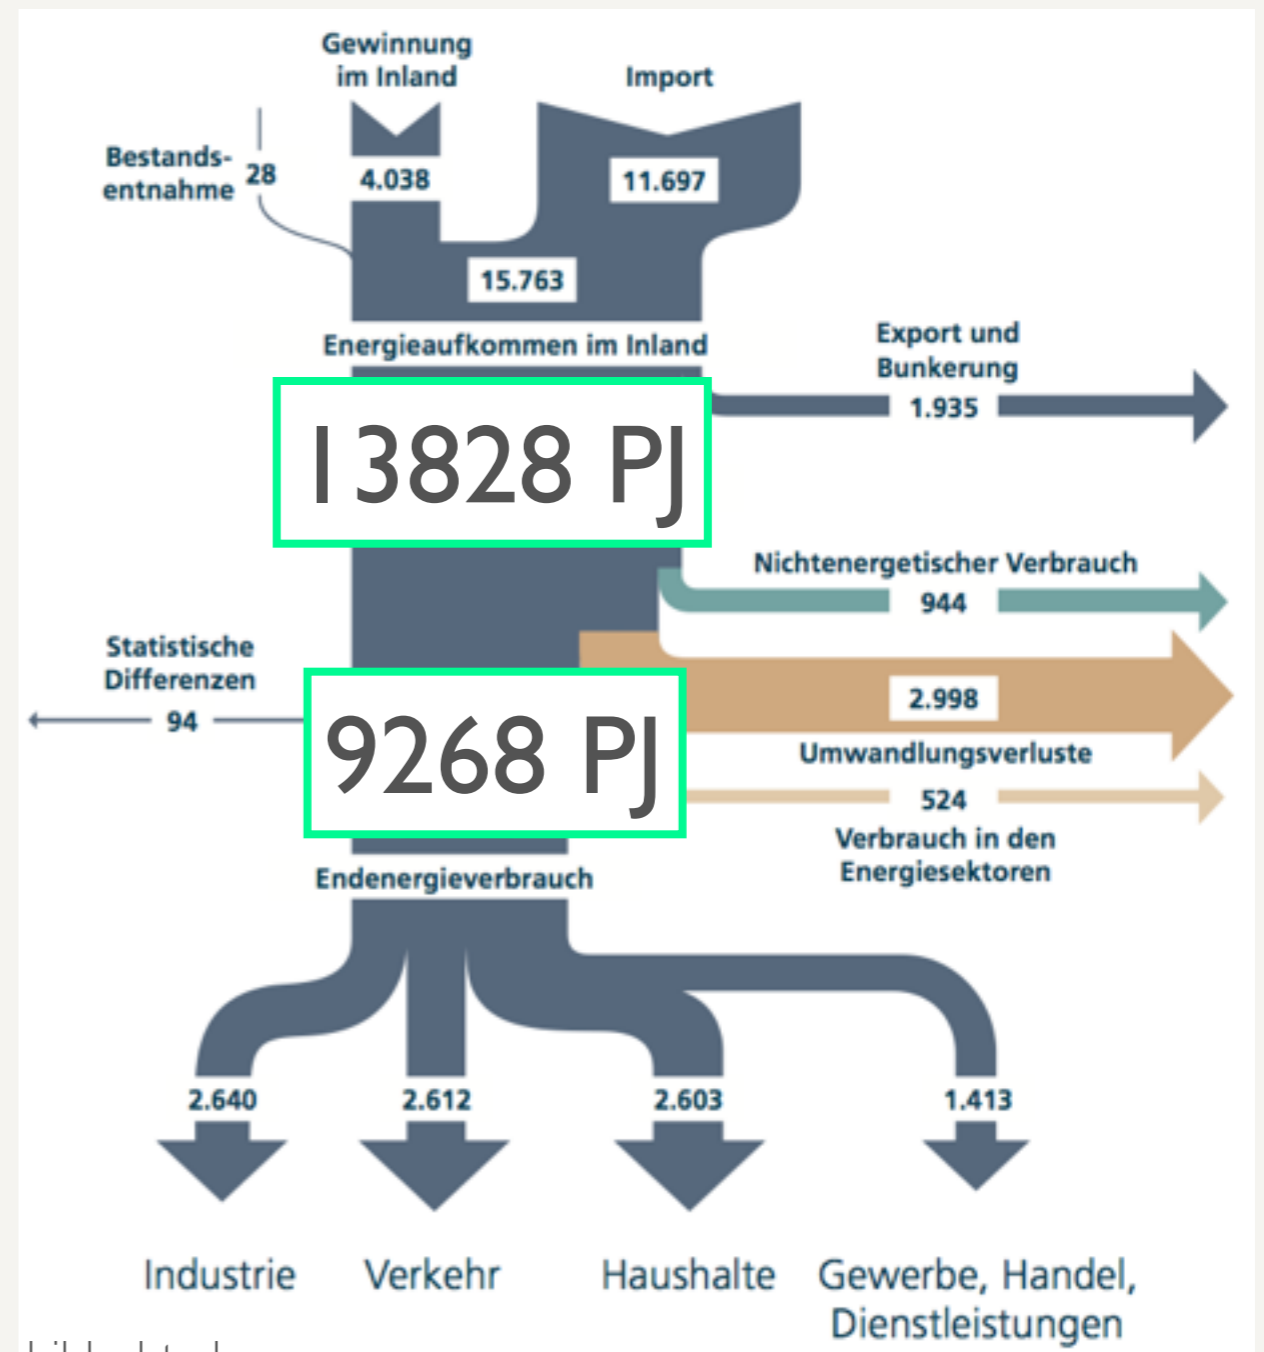 Gewinnung
im Inland
Import
Bestands-
entnahme
28
4.038
11.697
15.763
Energieaufkommen im Inland
Export und
Bunkerung
1.935
13828 PJ
Nichtenergetischer Verbrauch
944
Statistische
Differenzen
94
2.998
9268 PJ
Umwandlungsverluste
524
Verbrauch in den
Energiesektoren
Endenergieverbrauch
2.640
2.612
2.603
1.413
Industrie
Verkehr
Haushalte
Gewerbe, Handel,
Dienstleistungen